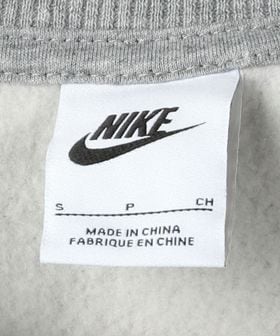 NIKE
S P CH
MADE IN CHINA
FABRIQUE EN CHINE